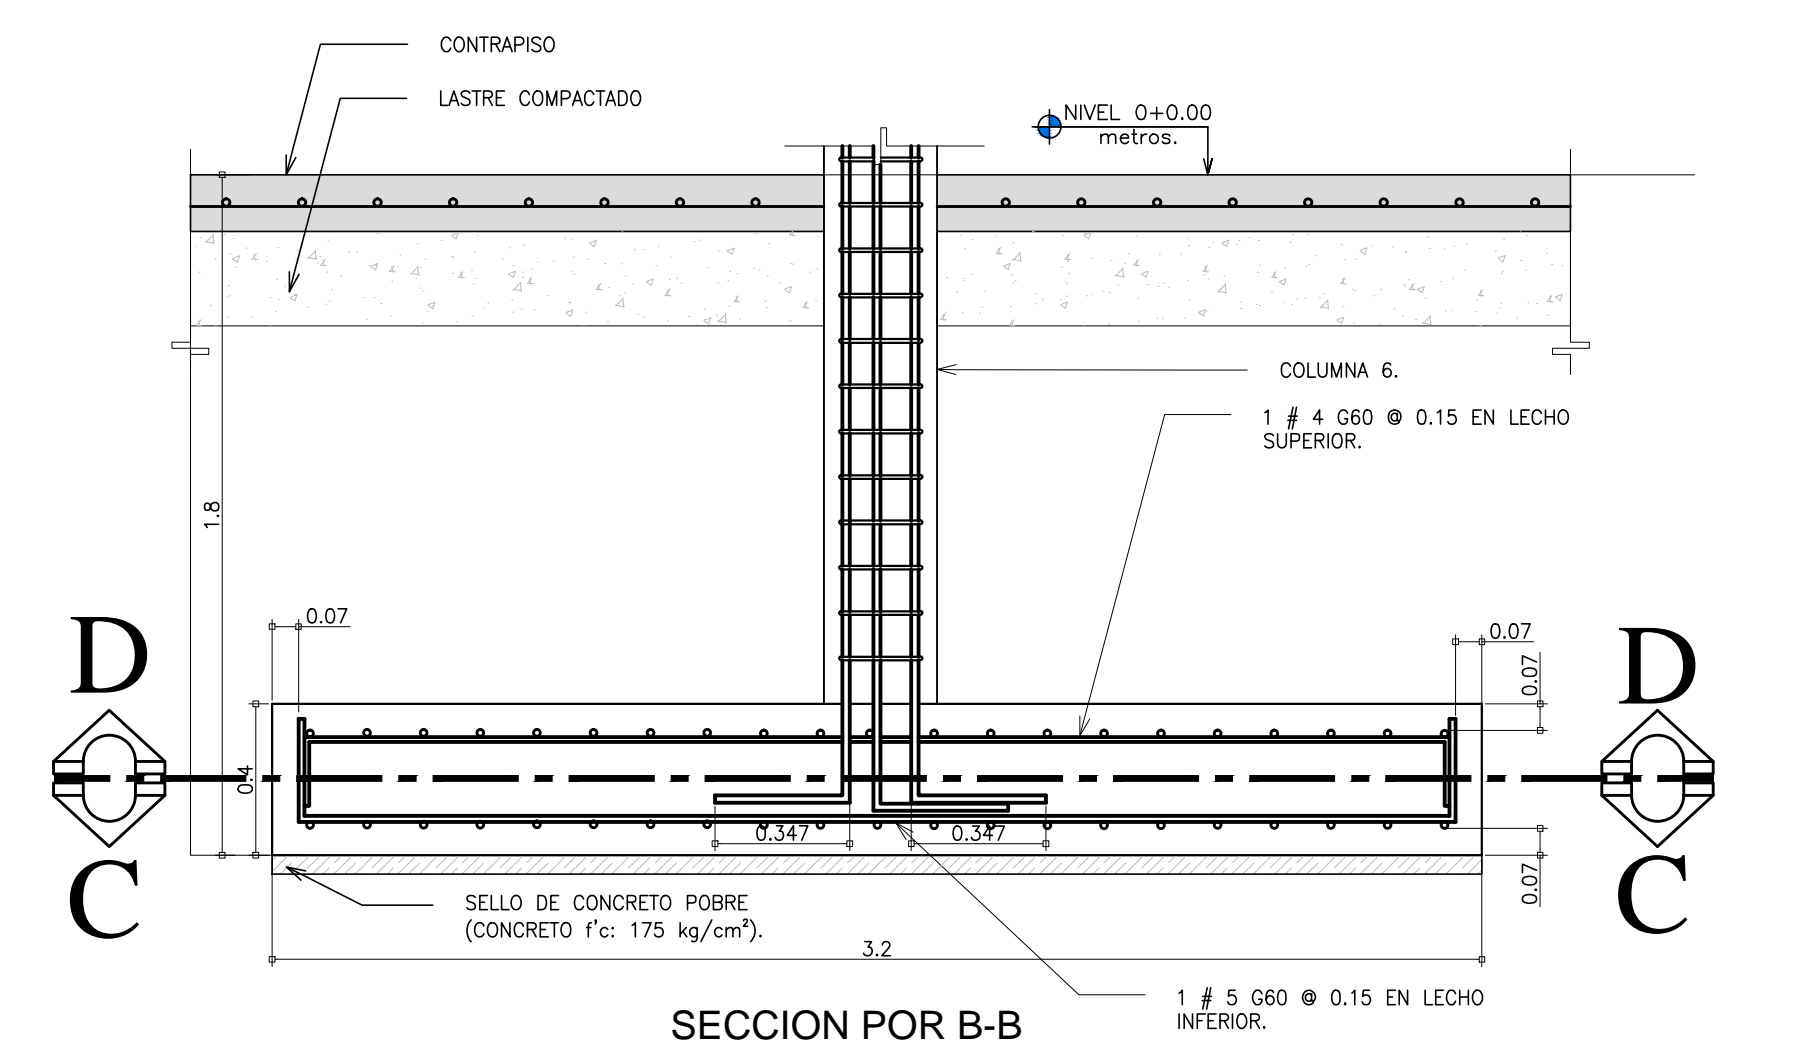 CONTRAPISO
LASTRE COMPACTADO
NIVEL 0+0.00
metros.
COLUMNA 6.
1 # 4 G60 @ 0.15 EN LECHO
SUPERIOR.
1.8
0.07
0.07
0.07
D
D
0.4
0.347
0.347
C
C
0.07
SELLO DE CONCRETO POBRE
(CONCRETO f'c: 175 kg/cm²).
3.2
1 # 5 G60 @ 0.15 EN LECHO
INFERIOR.
SECCION POR B-B